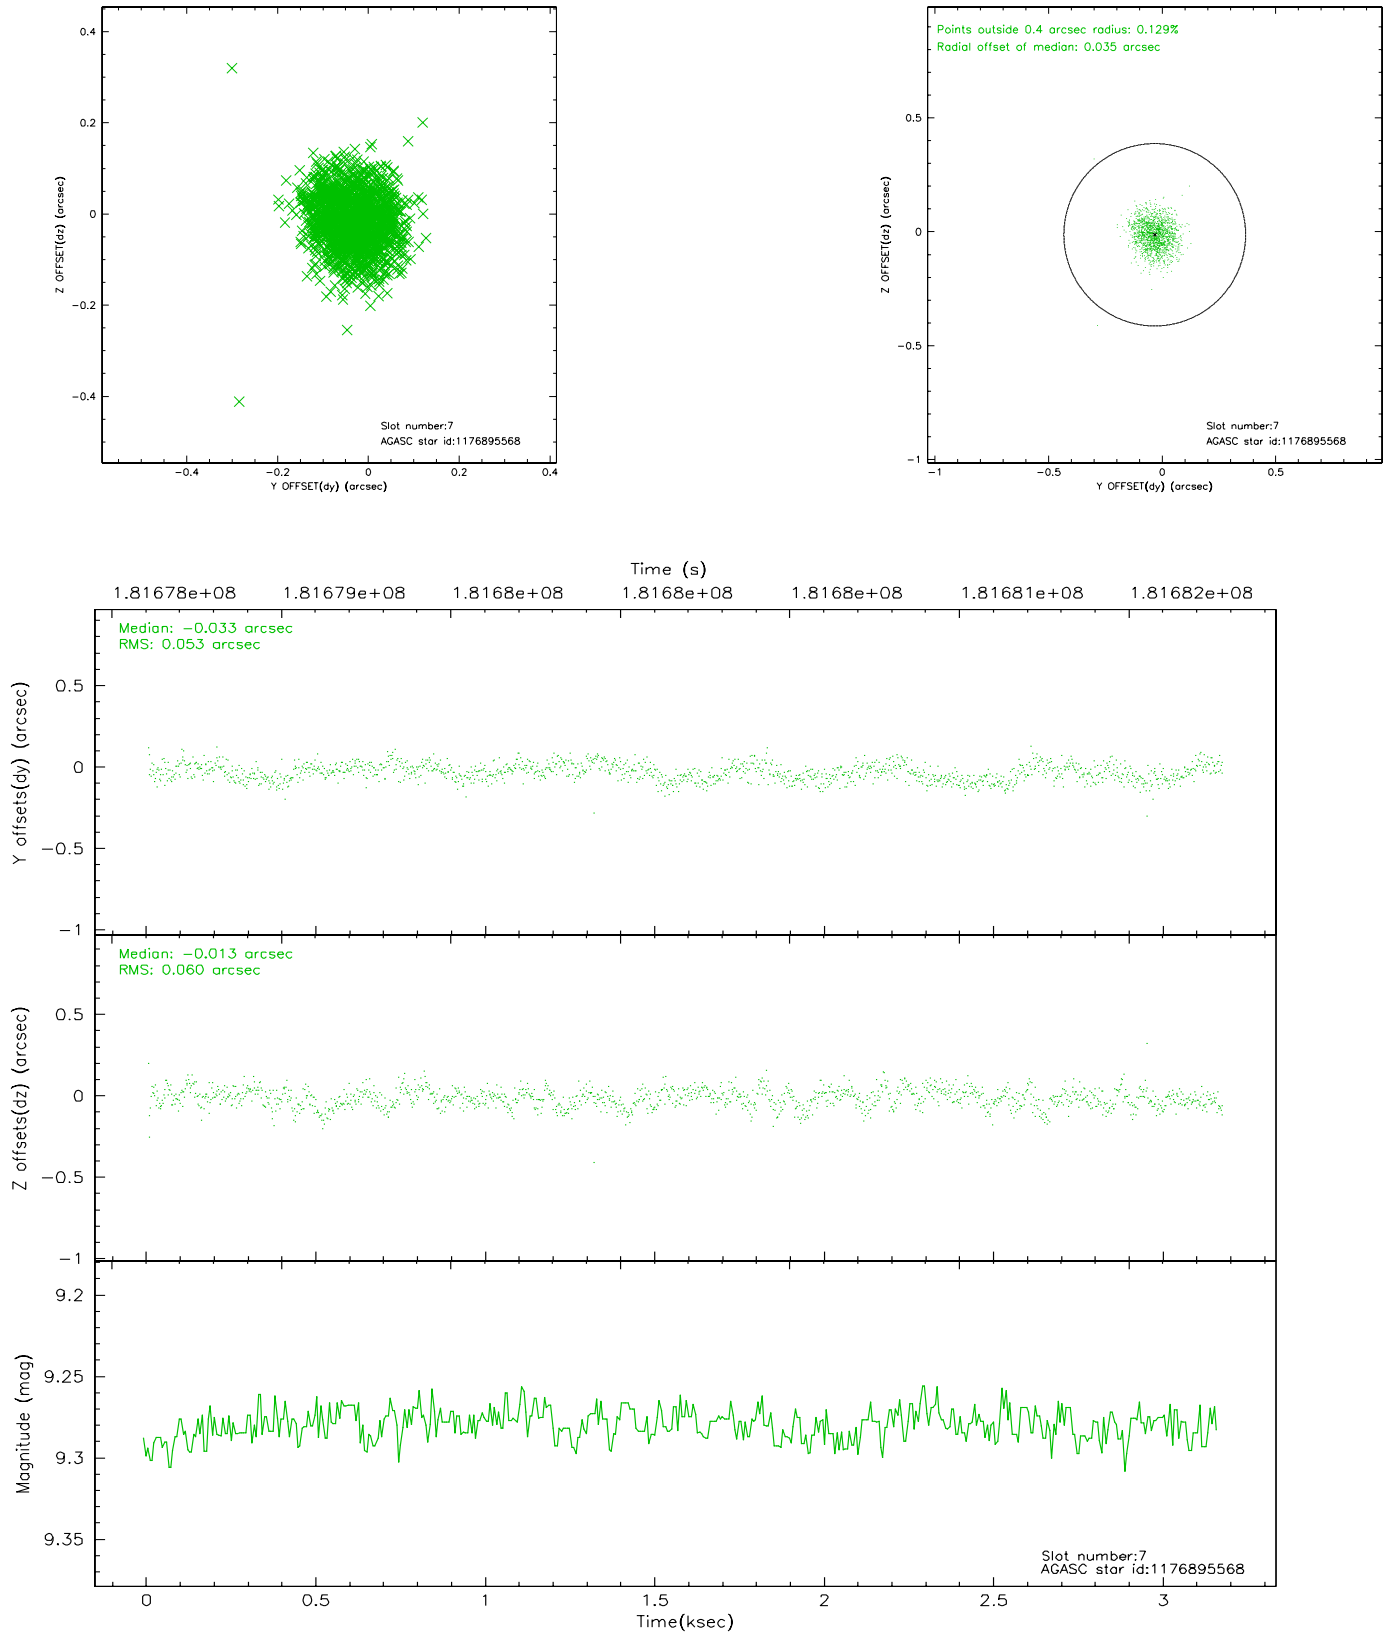 0.4
0.2
0
−0.2
−0.4
Z OFFSET(dz) (arcsec)
Slot number:7
AGASC star id:1176895568
−0.4 −0.2 0 0.2 0.4
Y OFFSET(dy) (arcsec)
Points outside 0.4 arcsec radius: 0.129%
Radial offset of median: 0.035 arcsec
0.5
0
−0.5
−1
Z OFFSET(dz) (arcsec)
Slot number:7
AGASC star id:1176895568
−1 −0.5 0 0.5
Y OFFSET(dy) (arcsec)
Time (s)
1.81678e+08 1.81679e+08 1.8168e+08 1.8168e+08 1.8168e+08 1.81681e+08 1.81682e+08
Median: −0.033 arcsec
RMS: 0.053 arcsec
0.5
0
−0.5
−1
Y offsets(dy) (arcsec)
Median: −0.013 arcsec
RMS: 0.060 arcsec
0.5
0
−0.5
−1
Z offsets(dz) (arcsec)
9.2
9.25
9.3
9.35
Magnitude (mag)
Slot number:7
AGASC star id:1176895568
0 0.5 1 1.5 2 2.5 3
Time(ksec)